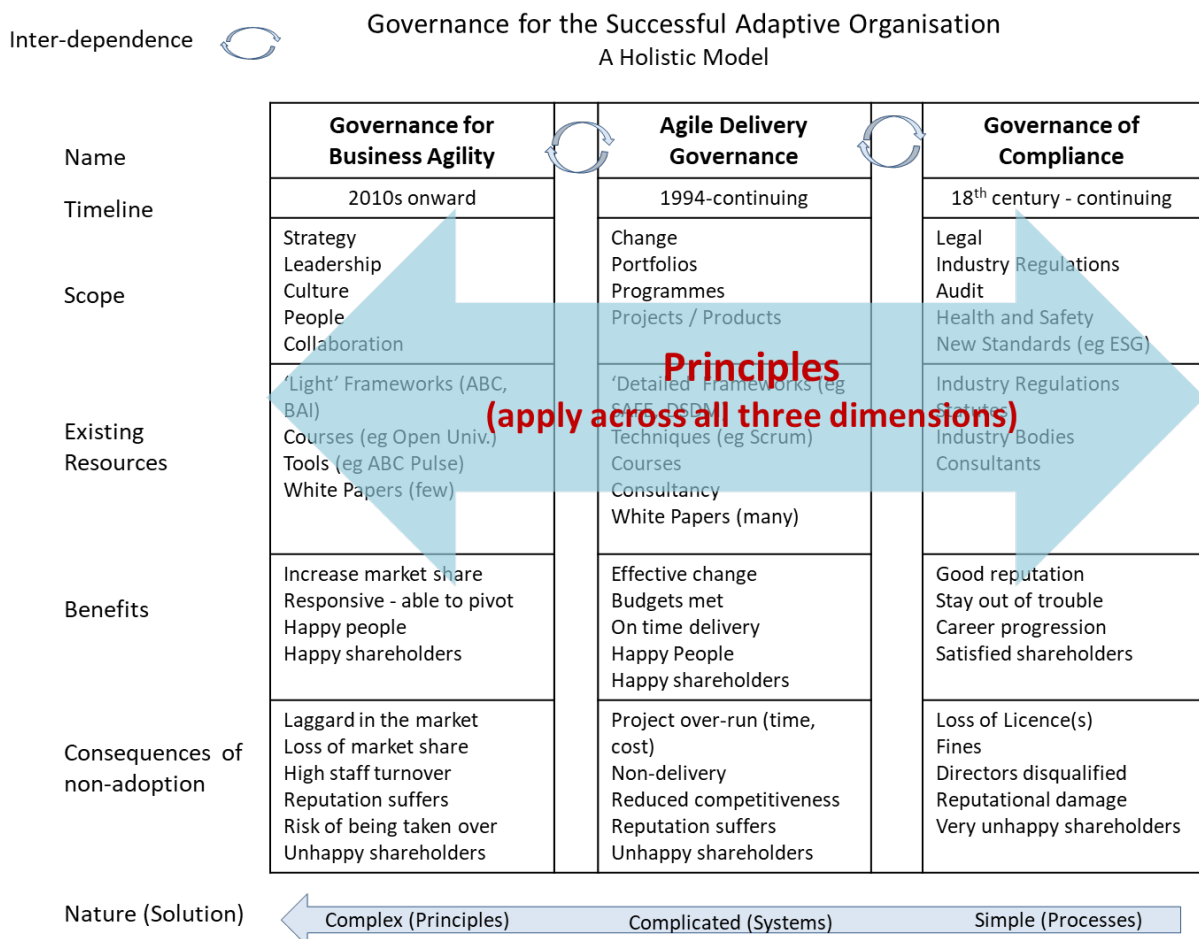 Governance for the Successful Adaptive Organisation
A Holistic Model
Inter-dependence
Name
Governance for
Business Agility
Agile Delivery
Governance
Governance of
Compliance
Timeline
2010s onward
1994-continuing
18th century - continuing
Scope
Strategy
Leadership
Culture
People
Collaboration
Change
Portfolios
Programmes
Projects / Products
Legal
Industry Regulations
Audit
Health and Safety
New Standards (eg ESG)
Principles
(apply across all three dimensions)
Existing
Resources
‘Light’ Frameworks (ABC,
BAI)
Courses (eg Open Univ.)
Tools (eg ABC Pulse)
White Papers (few)
‘Detailed’ Frameworks (eg
SAFE, DSDM
Techniques (eg Scrum)
Courses
Consultancy
White Papers (many)
Industry Regulations
Statutes
Industry Bodies
Consultants
Benefits
Increase market share
Responsive - able to pivot
Happy people
Happy shareholders
Effective change
Budgets met
On time delivery
Happy People
Happy shareholders
Good reputation
Stay out of trouble
Career progression
Satisfied shareholders
Consequences of
non-adoption
Laggard in the market
Loss of market share
High staff turnover
Reputation suffers
Risk of being taken over
Unhappy shareholders
Project over-run (time,
cost)
Non-delivery
Reduced competitiveness
Reputation suffers
Unhappy shareholders
Loss of Licence(s)
Fines
Directors disqualified
Reputational damage
Very unhappy shareholders
Nature (Solution)
Complex (Principles)
Complicated (Systems)
Simple (Processes)